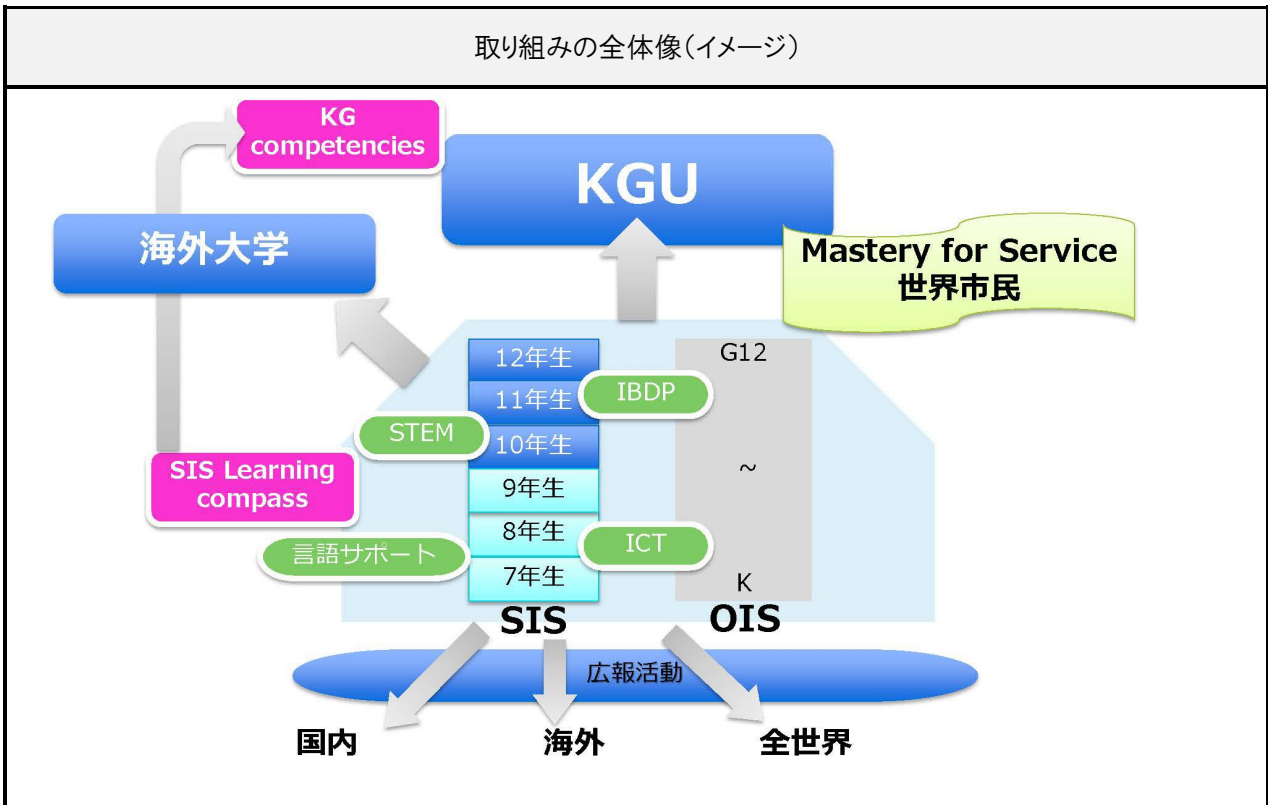 取り組みの全体像(イメージ)
KG
competencies
KGU
海外大学
Mastery for Service
世界市民
12年生
G12
11年生
IBDP
STEM
10年生
SIS Learning
compass
9年生
~
8年生
ICT
言語サポート
7年生
K
SIS
OIS
広報活動
国内
海外
全世界